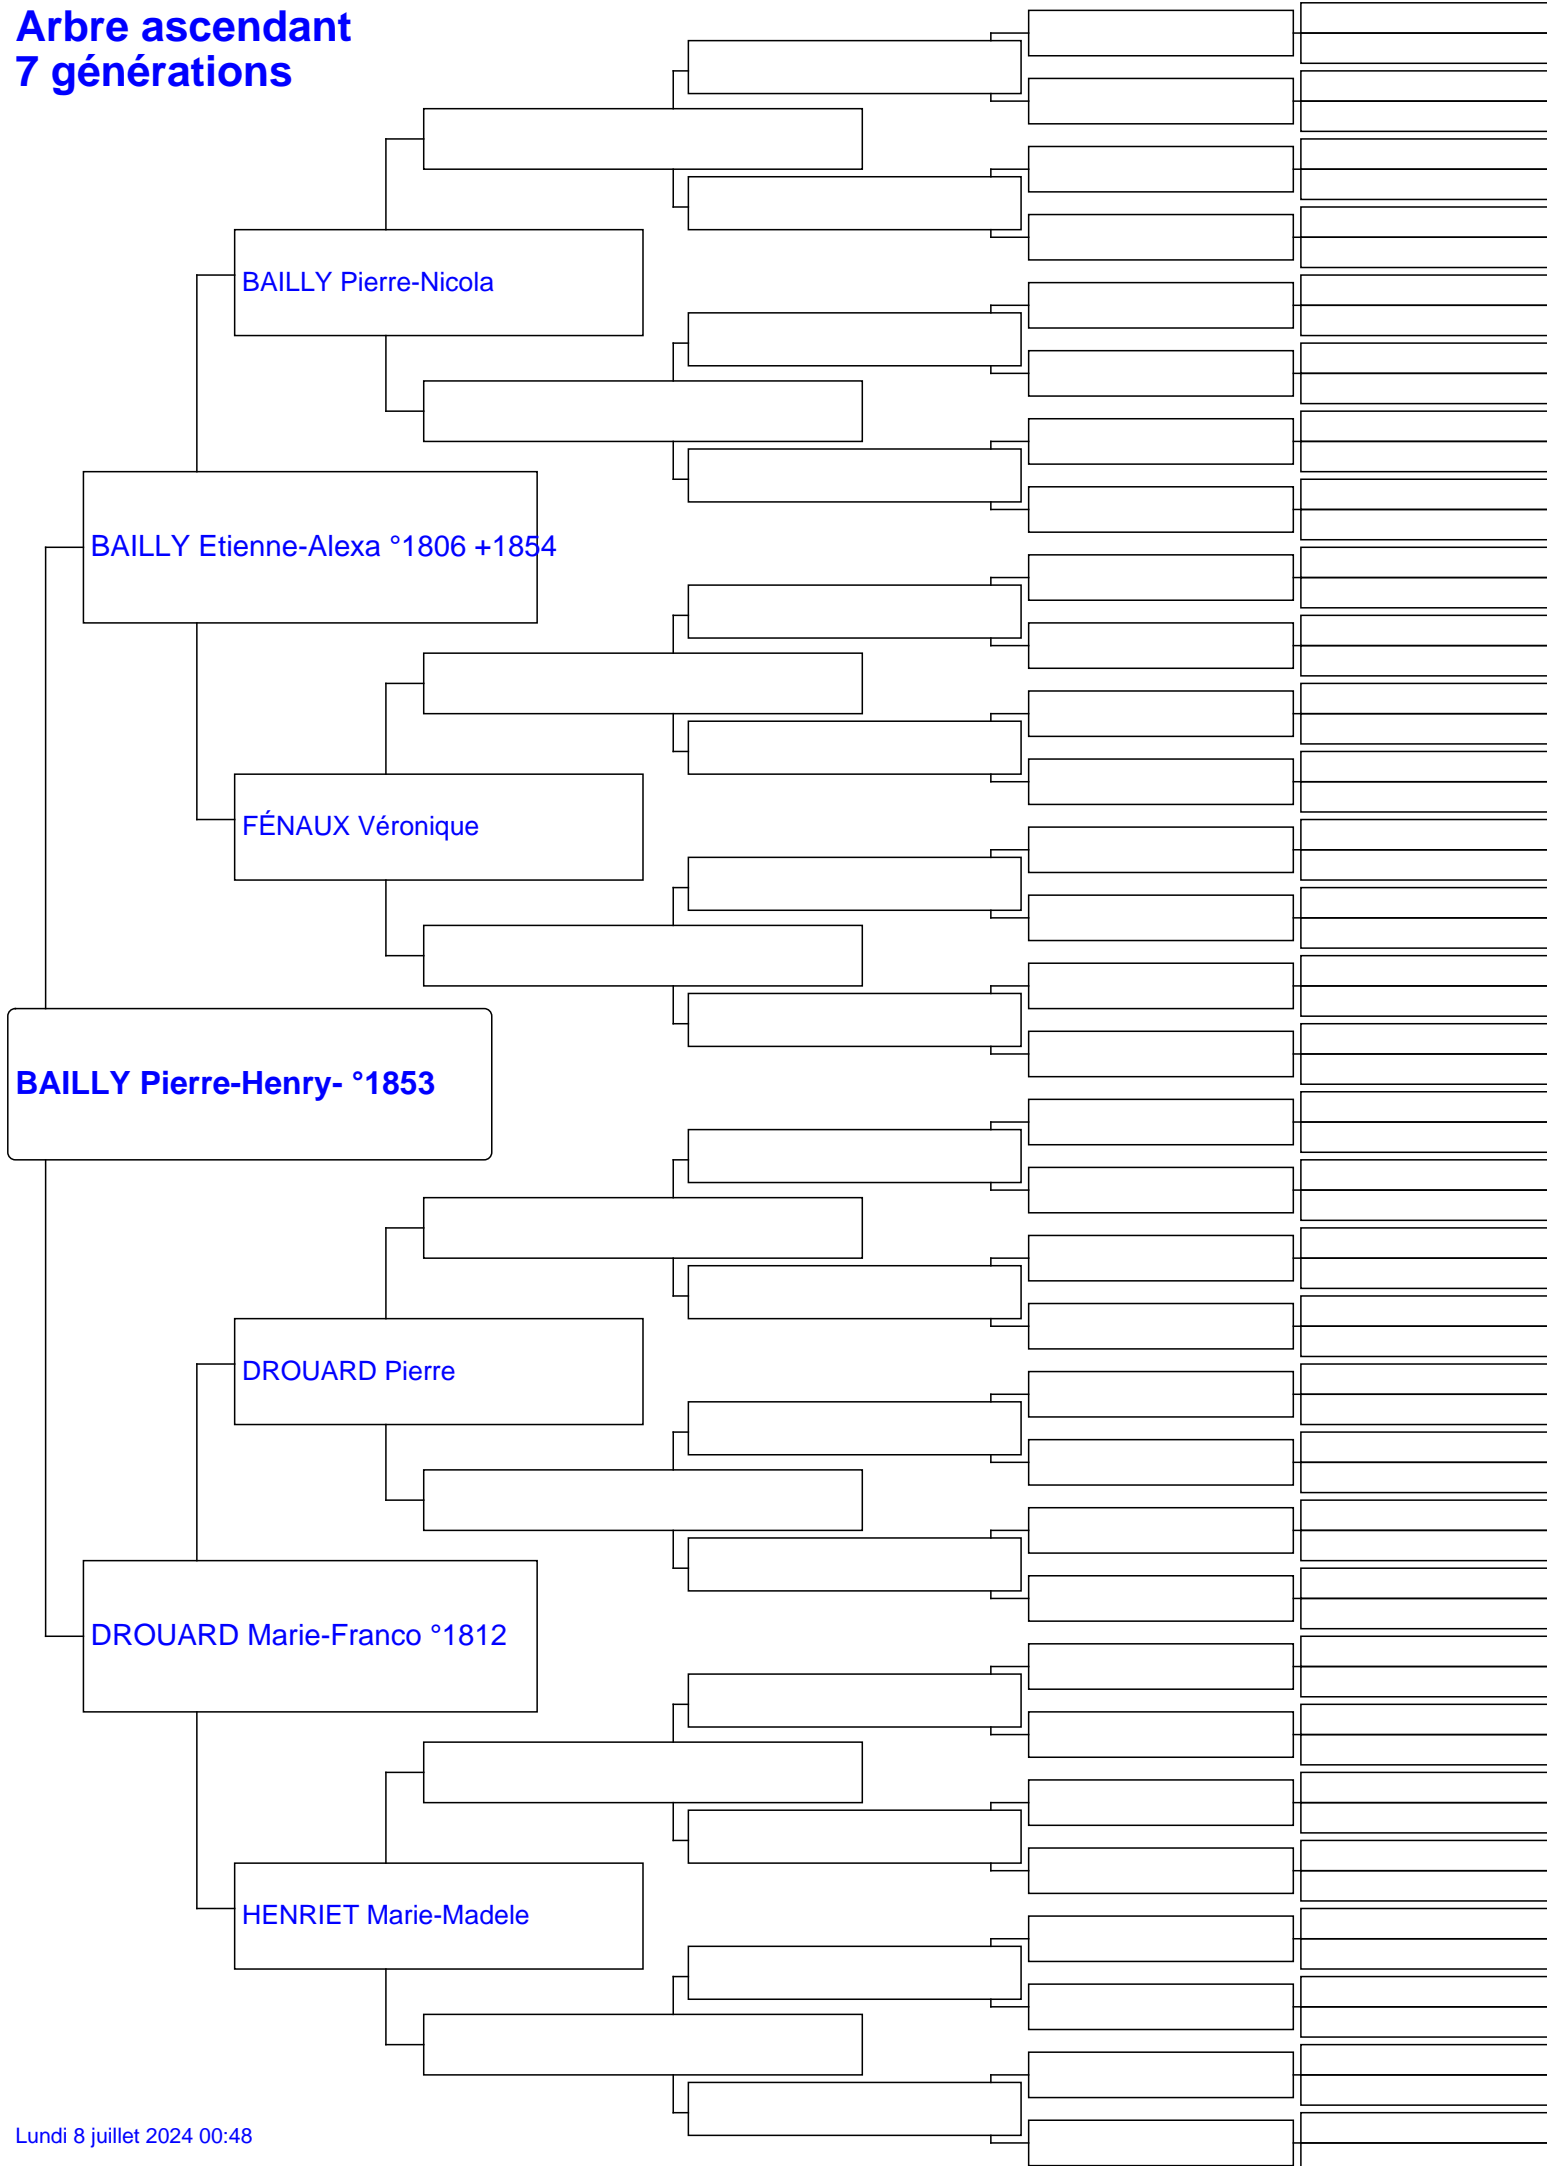 Arbre ascendant
7 générations
BAILLY Pierre-Nicola
BAILLY Etienne-Alexa °1806 +1854
FÉNAUX Véronique
BAILLY Pierre-Henry- °1853
DROUARD Pierre
DROUARD Marie-Franco °1812
HENRIET Marie-Madele
Lundi 8 juillet 2024 00:48